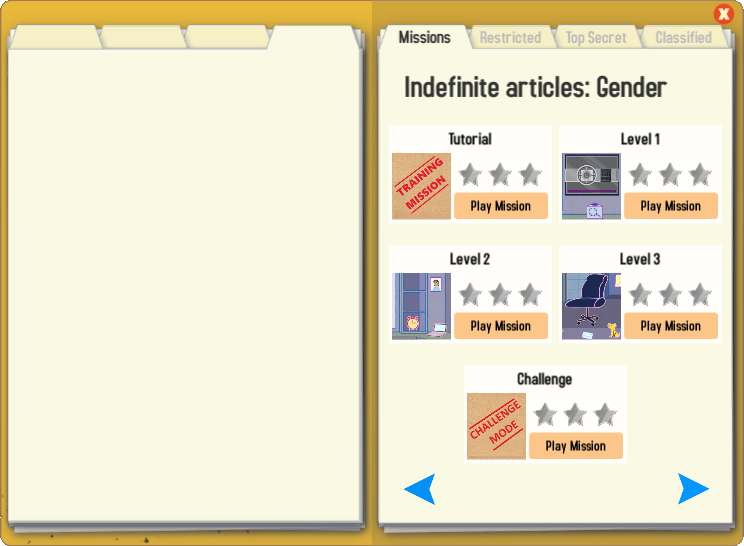 X
Missions Restricted Top Secret Classified
Indefinite articles: Gender
Tutorial
TRAINING
MISSION
Play Mission
Level 1
Play Mission
Level 2
Play Mission
Level 3
Play Mission
Challenge
CHALLENGE
MODE
Play Mission